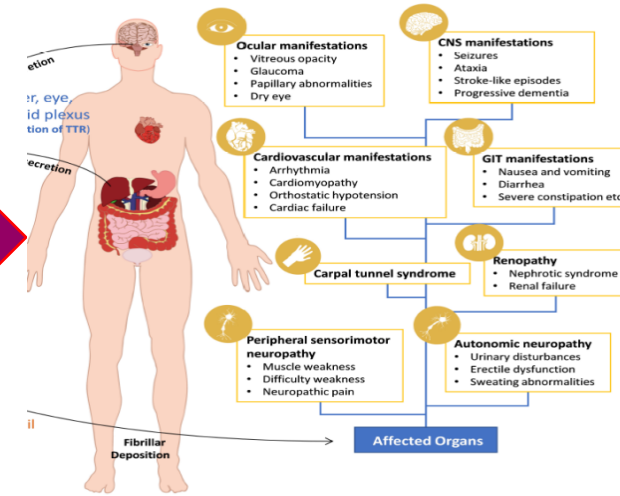 etion
er, eye,
id plexus
tion of TTR)
Secretion
il
Fibrillar
Deposition
Ocular manifestations
• Vitreous opacity
• Glaucoma
• Papillary abnormalities
• Dry eye
CNS manifestations
• Seizures
• Ataxia
• Stroke-like episodes
• Progressive dementia
Cardiovascular manifestations
• Arrhythmia
• Cardiomyopathy
• Orthostatic hypotension
• Cardiac failure
GIT manifestations
• Nausea and vomiting
• Diarrhea
• Severe constipation etc
Carpal tunnel syndrome
Renopathy
• Nephrotic syndrome
• Renal failure
Peripheral sensorimotor
neuropathy
• Muscle weakness
• Difficulty weakness
• Neuropathic pain
Autonomic neuropathy
• Urinary disturbances
• Erectile dysfunction
• Sweating abnormalities
Affected Organs